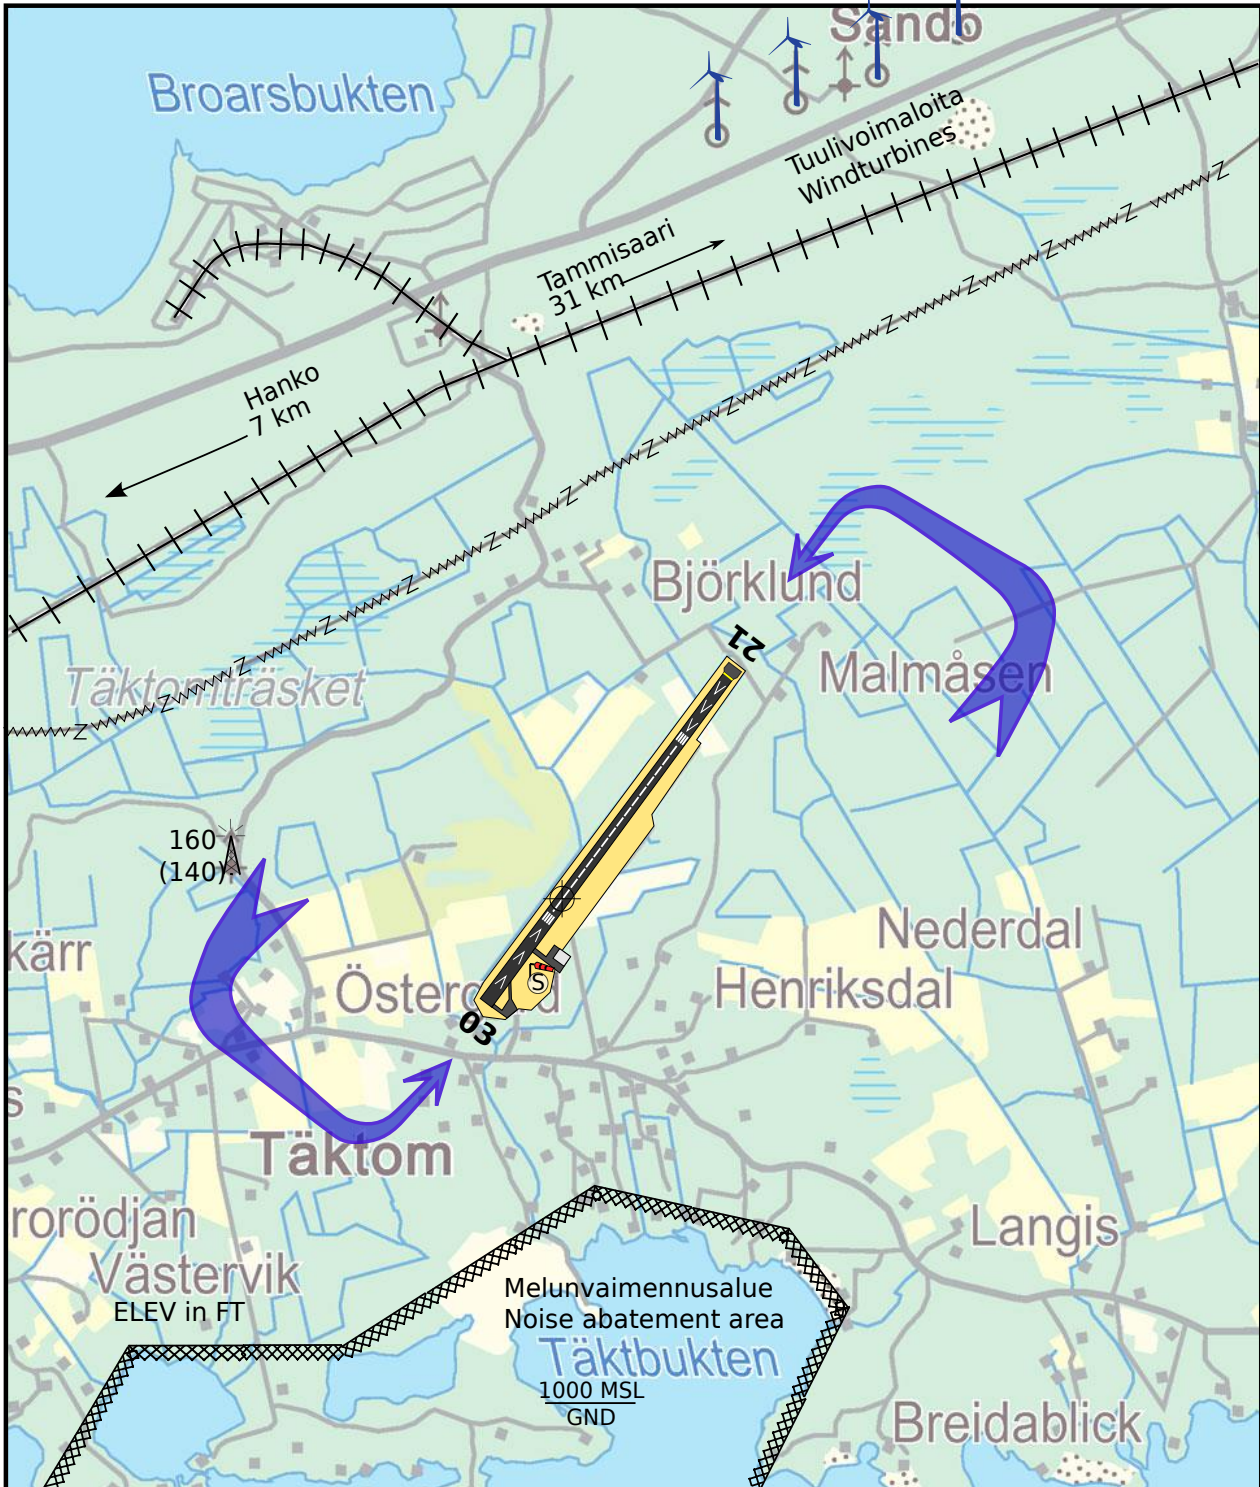 Sandö
Broarsbukten
Tuulivoimaloita
Windturbines
Tammisaari
31 km
Hanko
7 km
Z Z Z Z Z Z Z Z Z Z Z Z Z Z Z
Björklund
21
Malmåsen
Täktomträsket
160
(140)
kärr
Nederdal
Östergård
S
Henriksdal
03
s
Täktom
rorödjan
Langis
Västervik
ELEV in FT
Melunvaimennusalue
Noise abatement area
Täktbukten
1000 MSL
GND
Breidablick